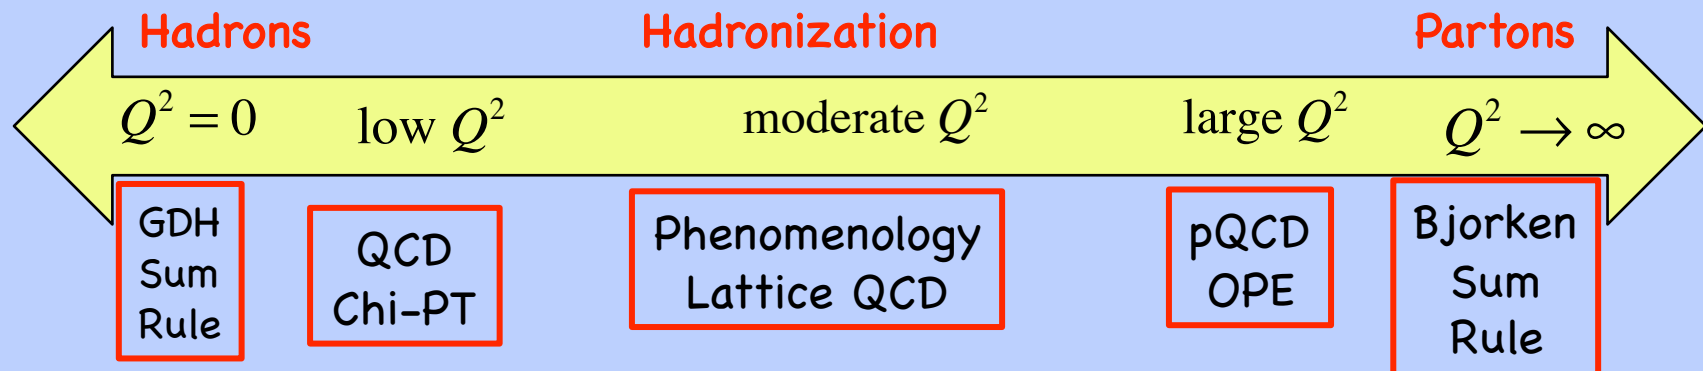 Hadrons Hadronization Partons
Q² = 0 low Q² moderate Q² large Q² Q² → ∞
GDH
Sum
Rule
QCD
Chi-PT
Phenomenology
Lattice QCD
pQCD
OPE
Bjorken
Sum
Rule